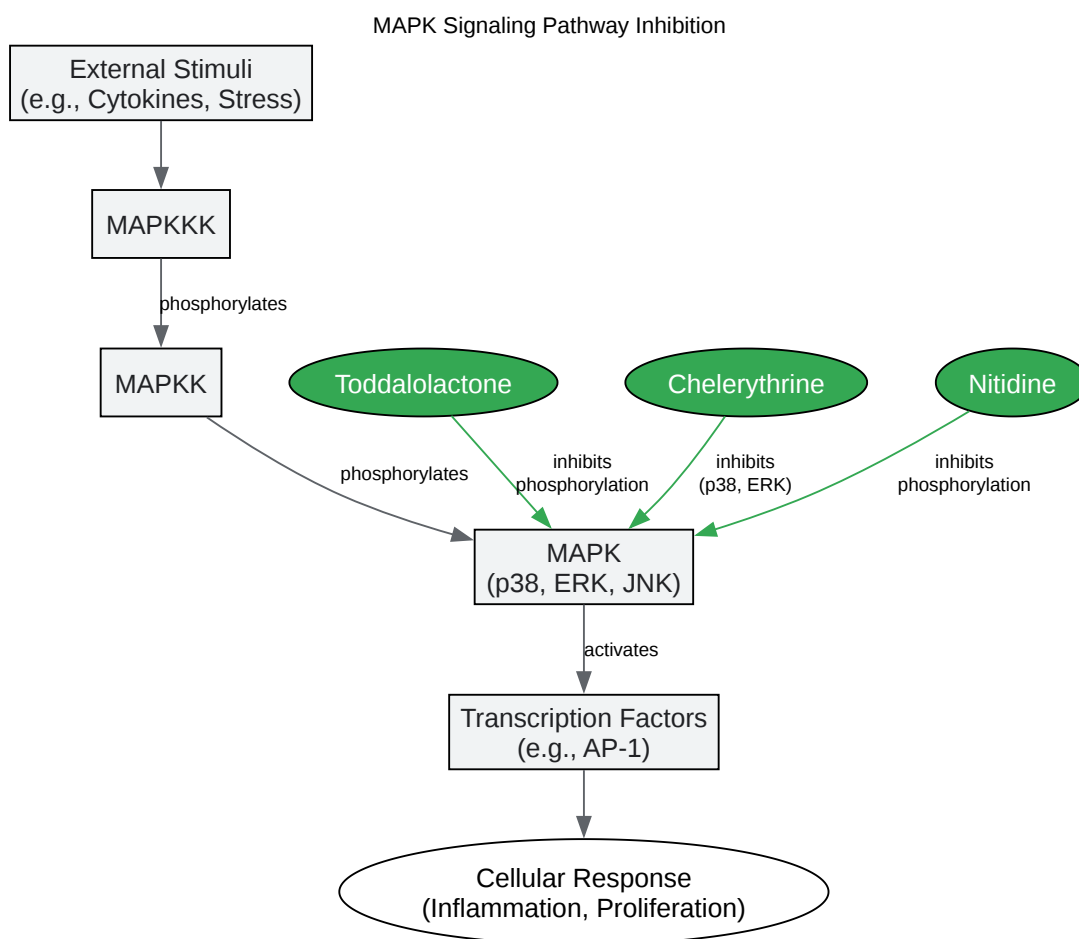 MAPK Signaling Pathway Inhibition
External Stimuli
(e.g., Cytokines, Stress)
MAPKKK
phosphorylates
MAPKK
Toddalolactone
Chelerythrine
Nitidine
phosphorylates
inhibits
phosphorylation
inhibits
(p38, ERK)
inhibits
phosphorylation
MAPK
(p38, ERK, JNK)
activates
Transcription Factors
(e.g., AP-1)
Cellular Response
(Inflammation, Proliferation)